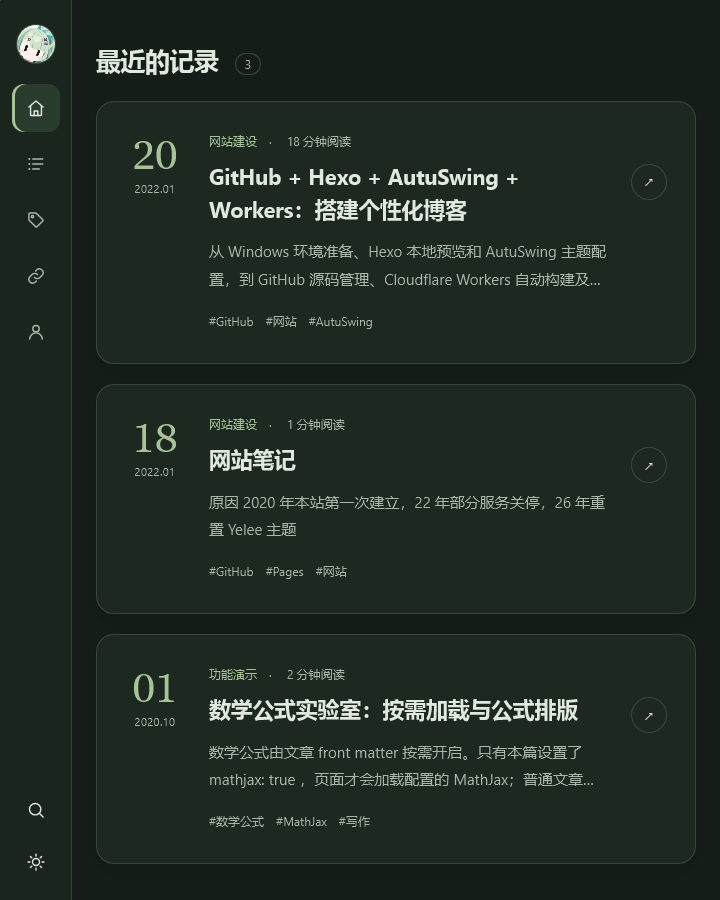 最近的记录 3
20
2022.01
网站建设 · 18 分钟阅读
GitHub + Hexo + AutuSwing +
Workers：搭建个性化博客
从 Windows 环境准备、Hexo 本地预览和 AutuSwing 主题配
置，到 GitHub 源码管理、Cloudflare Workers 自动构建及...
#GitHub #网站 #AutuSwing
18
2022.01
网站建设 · 1 分钟阅读
网站笔记
原因 2020 年本站第一次建立，22 年部分服务关停，26 年重
置 Yelee 主题
#GitHub #Pages #网站
01
2020.10
功能演示 · 2 分钟阅读
数学公式实验室：按需加载与公式排版
数学公式由文章 front matter 按需开启。只有本篇设置了
mathjax: true ，页面才会加载配置的 MathJax；普通文章...
#数学公式 #MathJax #写作